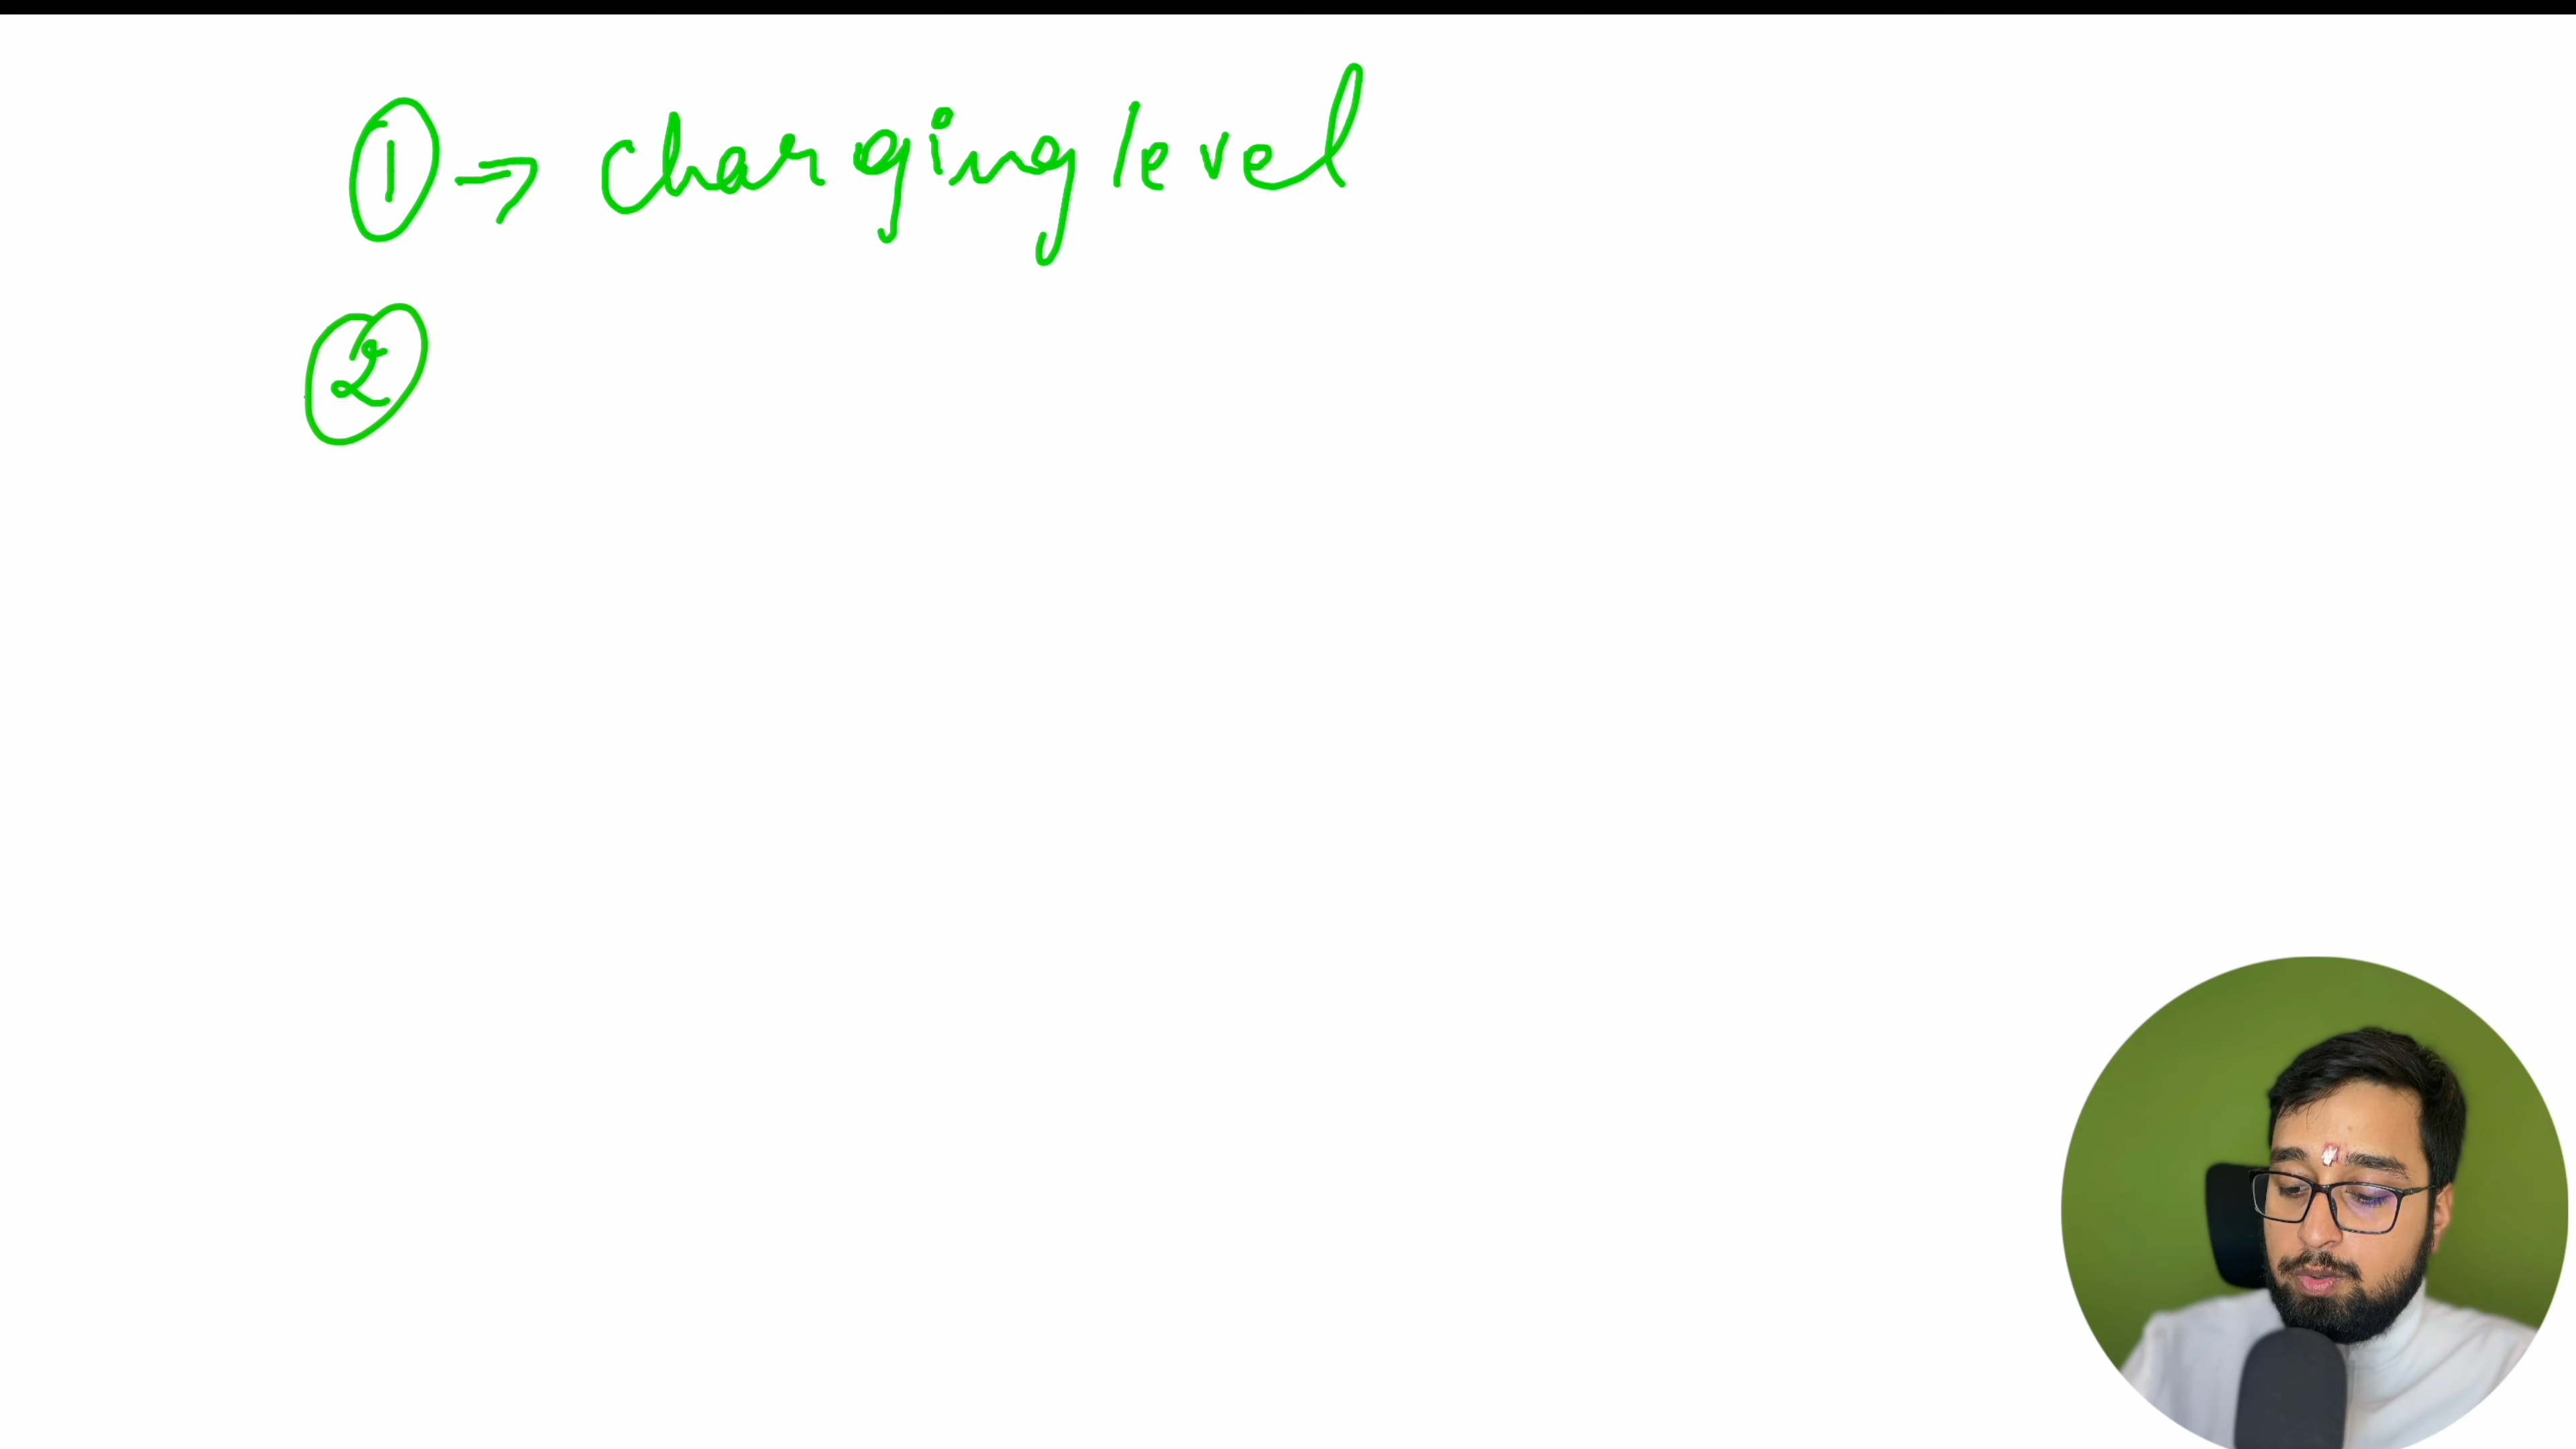 ① ⇒ charging level
②